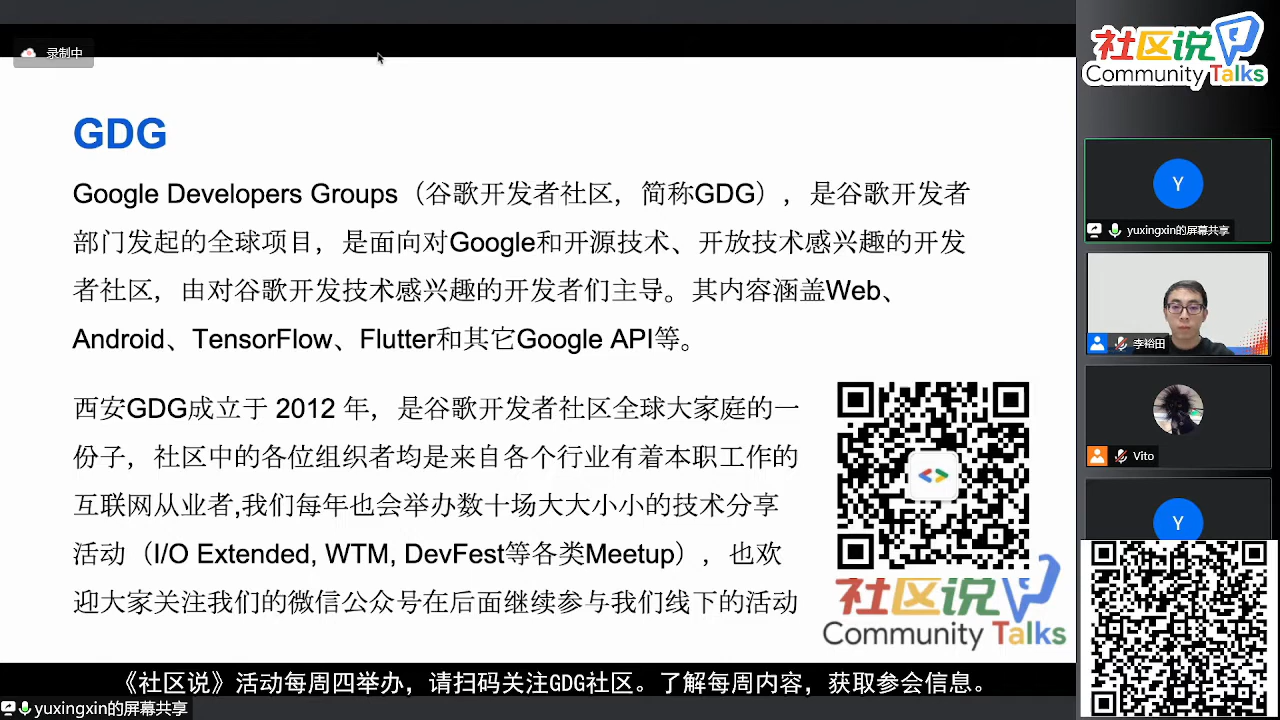 录制中
GDG
Google Developers Groups（谷歌开发者社区，简称GDG），是谷歌开发者
部门发起的全球项目，是面向对Google和开源技术、开放技术感兴趣的开发
者社区，由对谷歌开发技术感兴趣的开发者们主导。其内容涵盖Web、
Android、TensorFlow、Flutter和其它Google API等。
西安GDG成立于 2012 年，是谷歌开发者社区全球大家庭的一
份子，社区中的各位组织者均是来自各个行业有着本职工作的
互联网从业者,我们每年也会举办数十场大大小小的技术分享
活动（I/O Extended, WTM, DevFest等各类Meetup），也欢
迎大家关注我们的微信公众号在后面继续参与我们线下的活动
社区说
Community Talks
《社区说》活动每周四举办，请扫码关注GDG社区。了解每周内容，获取参会信息。
yuxingxin的屏幕共享
社区说
Community Talks
Y
yuxingxin的屏幕共享
李裕田
Vito
Y